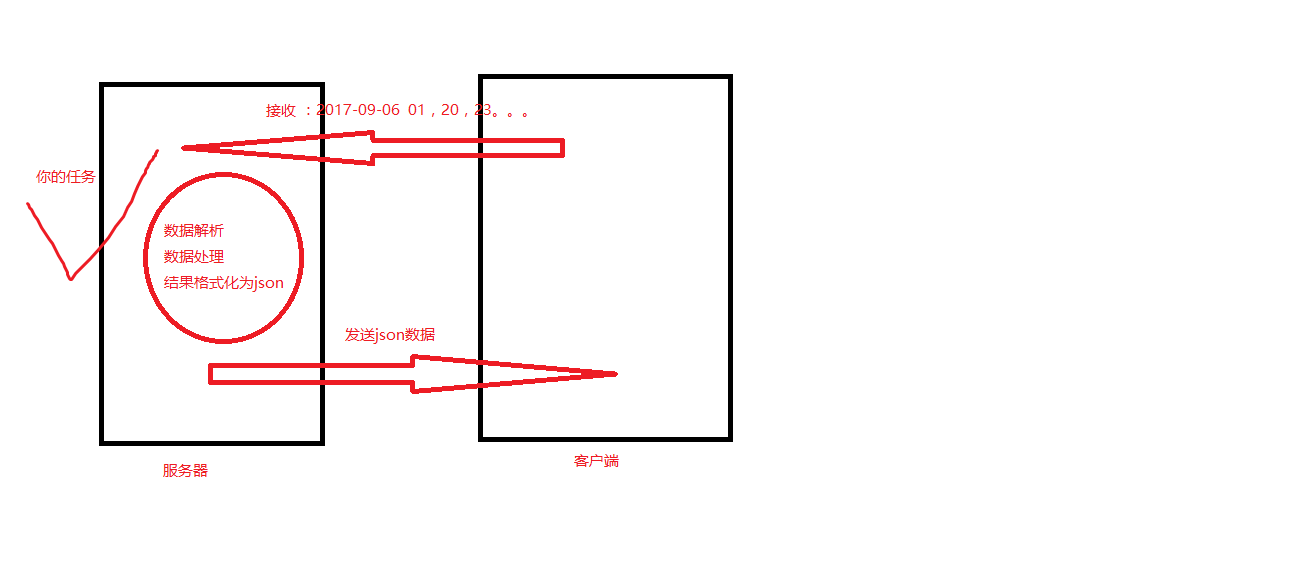 接收 ：2017-09-06 01，20，23。。。
你的任务
数据解析
数据处理
结果格式化为json
发送json数据
服务器
客户端